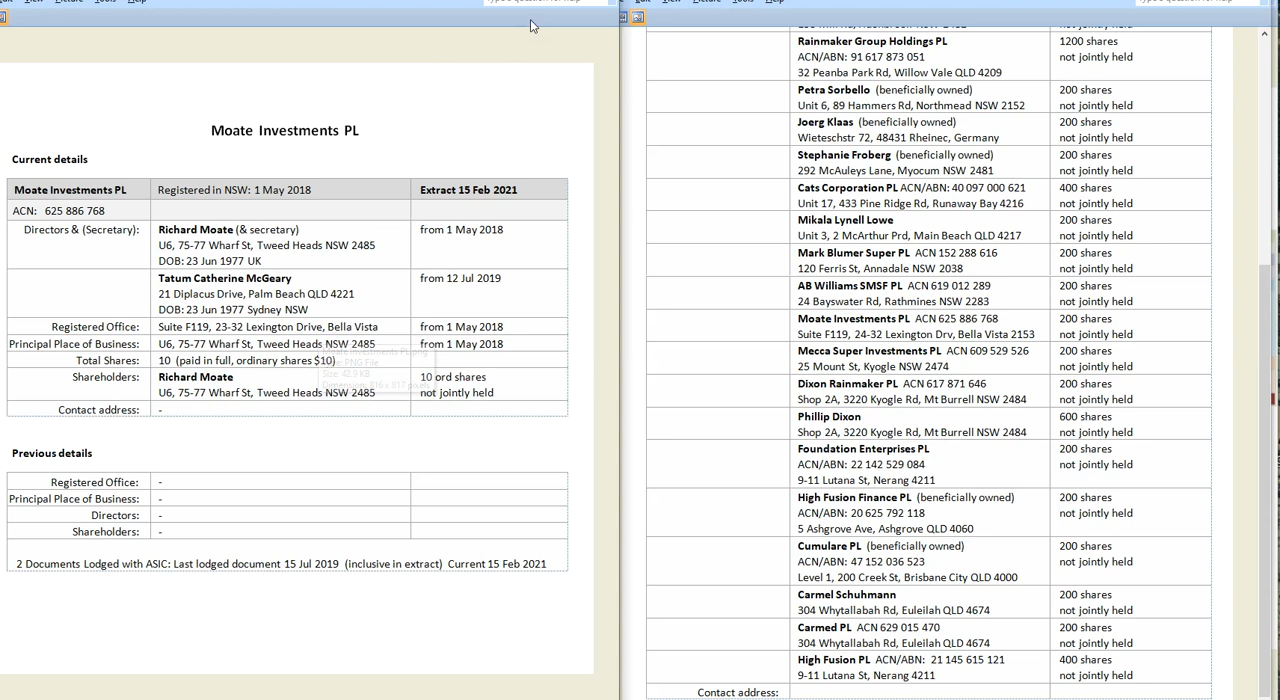 Moate Investments PL
Current details
Moate Investments PL Registered in NSW: 1 May 2018 Extract 15 Feb 2021
ACN: 625 886 768
Directors & (Secretary): Richard Moate (& secretary) from 1 May 2018
U6, 75-77 Wharf St, Tweed Heads NSW 2485
DOB: 23 Jun 1977 UK
Tatum Catherine McGeary from 12 Jul 2019
21 Diplacus Drive, Palm Beach QLD 4221
DOB: 23 Jun 1977 Sydney NSW
Registered Office: Suite F119, 23-32 Lexington Drive, Bella Vista from 1 May 2018
Principal Place of Business: U6, 75-77 Wharf St, Tweed Heads NSW 2485 from 1 May 2018
Total Shares: 10 (paid in full, ordinary shares $10)
Shareholders: Richard Moate 10 ord shares
U6, 75-77 Wharf St, Tweed Heads NSW 2485 not jointly held
Contact address: -
Previous details
Registered Office: -
Principal Place of Business: -
Directors: -
Shareholders: -
2 Documents Lodged with ASIC: Last lodged document 15 Jul 2019 (inclusive in extract) Current 15 Feb 2021
Rainmaker Group Holdings PL 1200 shares
ACN/ABN: 91 617 873 051 not jointly held
32 Peanba Park Rd, Willow Vale QLD 4209
Petra Sorbello (beneficially owned) 200 shares
Unit 6, 89 Hammers Rd, Northmead NSW 2152 not jointly held
Joerg Klaas (beneficially owned) 200 shares
Wieteschstr 72, 48431 Rheinec, Germany not jointly held
Stephanie Froberg (beneficially owned) 200 shares
292 McAuleys Lane, Myocum NSW 2481 not jointly held
Cats Corporation PL ACN/ABN: 40 097 000 621 400 shares
Unit 17, 433 Pine Ridge Rd, Runaway Bay 4216 not jointly held
Mikala Lynell Lowe 200 shares
Unit 3, 2 McArthur Prd, Main Beach QLD 4217 not jointly held
Mark Blumer Super PL ACN 152 288 616 200 shares
120 Ferris St, Annadale NSW 2038 not jointly held
AB Williams SMSF PL ACN 619 012 289 200 shares
24 Bayswater Rd, Rathmines NSW 2283 not jointly held
Moate Investments PL ACN 625 886 768 200 shares
Suite F119, 24-32 Lexington Drv, Bella Vista 2153 not jointly held
Mecca Super Investments PL ACN 609 529 526 200 shares
25 Mount St, Kyogle NSW 2474 not jointly held
Dixon Rainmaker PL ACN 617 871 646 200 shares
Shop 2A, 3220 Kyogle Rd, Mt Burrell NSW 2484 not jointly held
Phillip Dixon 600 shares
Shop 2A, 3220 Kyogle Rd, Mt Burrell NSW 2484 not jointly held
Foundation Enterprises PL 200 shares
ACN/ABN: 22 142 529 084 not jointly held
9-11 Lutana St, Nerang 4211
High Fusion Finance PL (beneficially owned) 200 shares
ACN/ABN: 20 625 792 118 not jointly held
5 Ashgrove Ave, Ashgrove QLD 4060
Cumulare PL (beneficially owned) 200 shares
ACN/ABN: 47 152 036 523 not jointly held
Level 1, 200 Creek St, Brisbane City QLD 4000
Carmel Schuhmann 200 shares
304 Whytallabah Rd, Euleilah QLD 4674 not jointly held
Carmed PL ACN 629 015 470 200 shares
304 Whytallabah Rd, Euleilah QLD 4674 not jointly held
High Fusion PL ACN/ABN: 21 145 615 121 400 shares
9-11 Lutana St, Nerang 4211 not jointly held
Contact address: